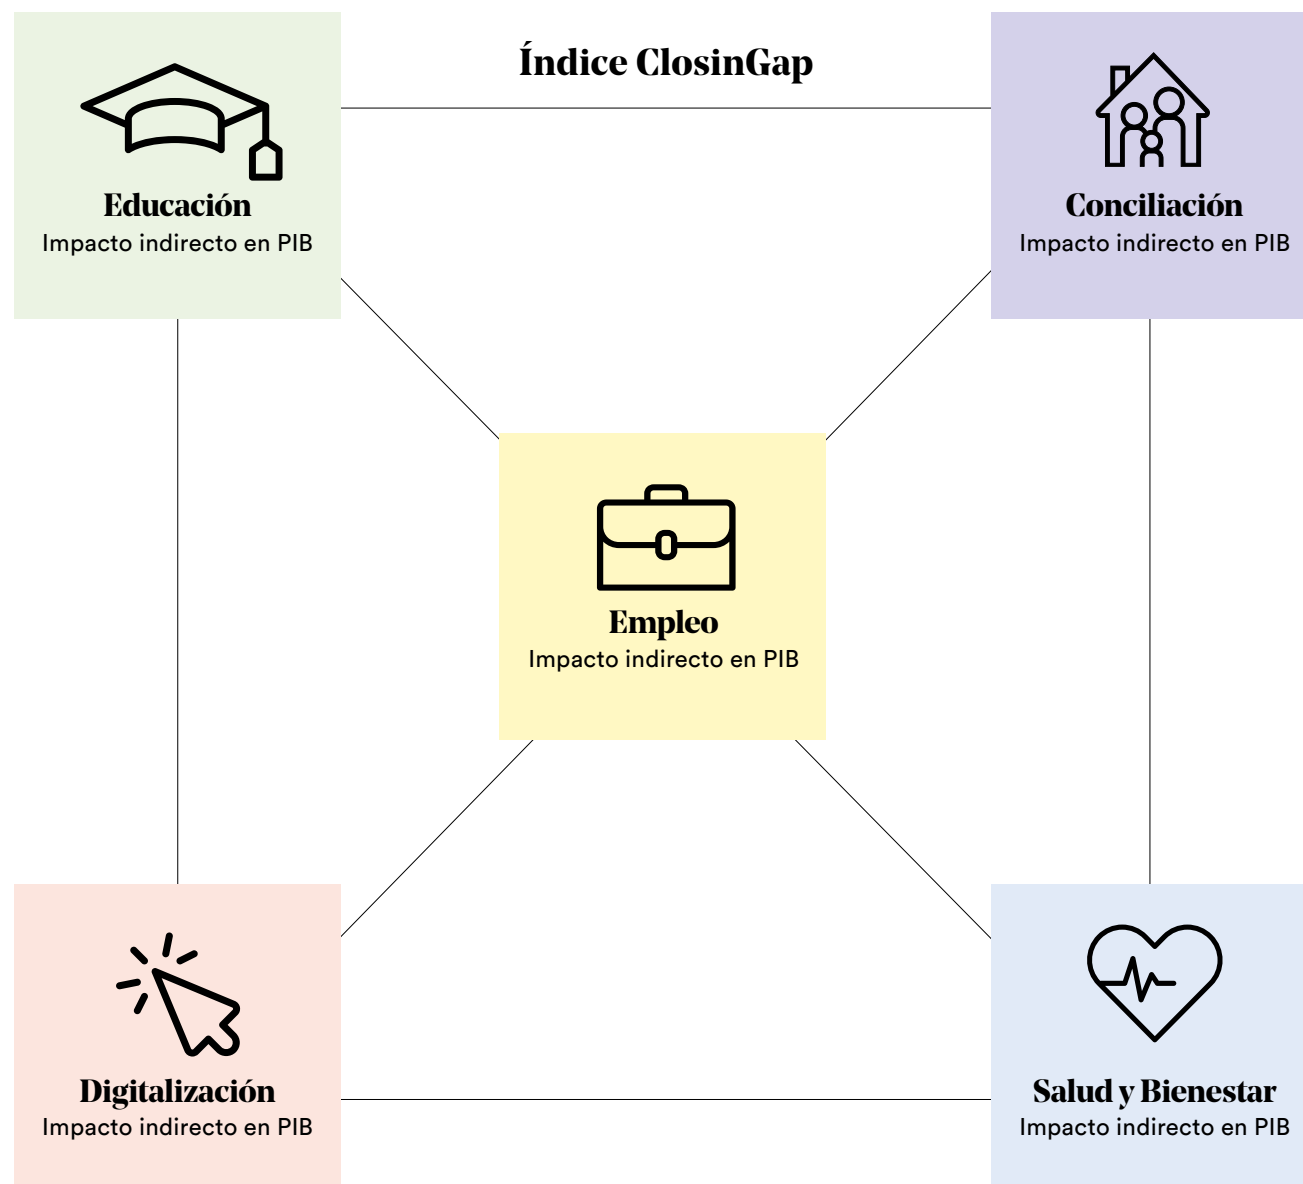 Índice ClosinGap
Educación
Impacto indirecto en PIB
Conciliación
Impacto indirecto en PIB
Empleo
Impacto indirecto en PIB
Digitalización
Impacto indirecto en PIB
Salud y Bienestar
Impacto indirecto en PIB